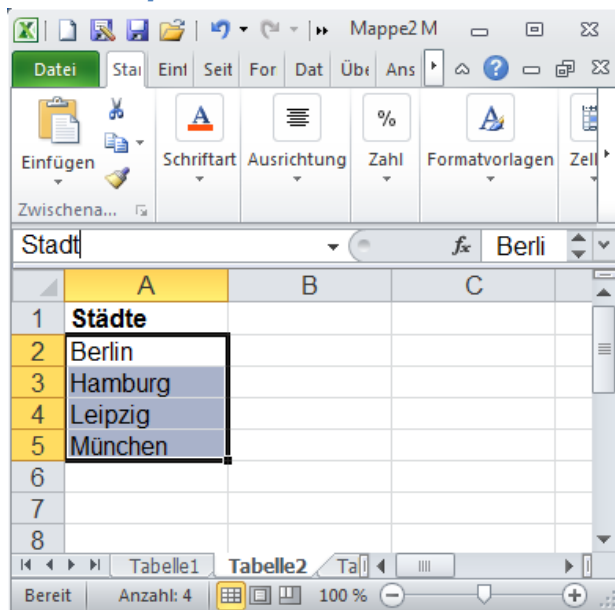 Mappe2 M
Datei Star Einf Seit For Dat Übe Ans
A % A
Einfügen Schriftart Ausrichtung Zahl Formatvorlagen Zell
Zwischena...
Stadt fx Berli
A B C
1 Städte
2 Berlin
3 Hamburg
4 Leipzig
5 München
6
7
8
Tabelle1 Tabelle2 Ta
Bereit Anzahl: 4 100 %